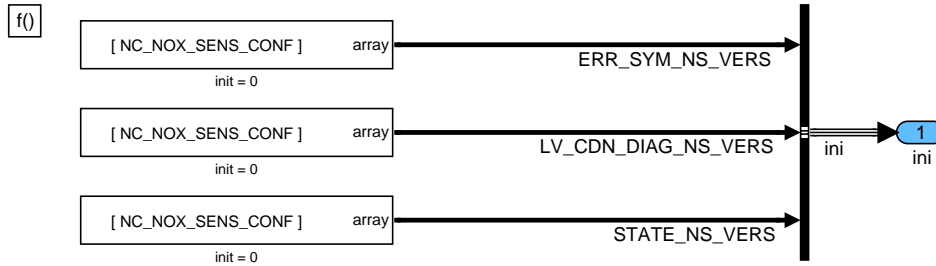 f()
[ NC_NOX_SENS_CONF ] array
ERR_SYM_NS_VERS
init = 0
[ NC_NOX_SENS_CONF ] array
LV_CDN_DIAG_NS_VERS
init = 0
ini
1
ini
[ NC_NOX_SENS_CONF ] array
STATE_NS_VERS
init = 0